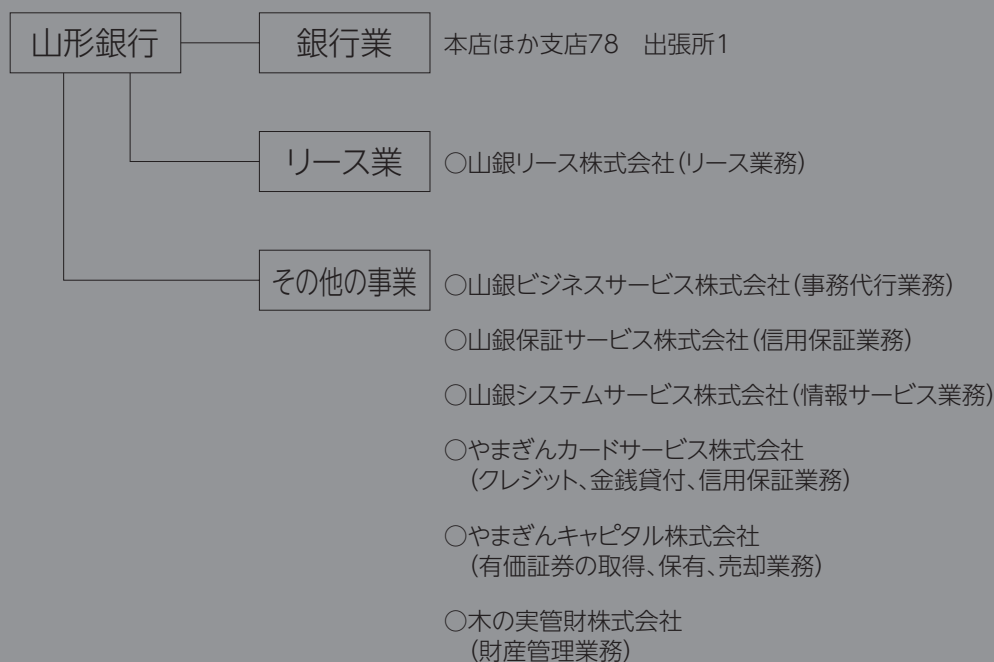 山形銀行 銀行業 本店ほか支店78 出張所1
リース業 ○山銀リース株式会社(リース業務)
その他の事業 ○山銀ビジネスサービス株式会社(事務代行業務)
○山銀保証サービス株式会社(信用保証業務)
○山銀システムサービス株式会社(情報サービス業務)
○やまぎんカードサービス株式会社
(クレジット、金銭貸付、信用保証業務)
○やまぎんキャピタル株式会社
(有価証券の取得、保有、売却業務)
○木の実管財株式会社
(財産管理業務)